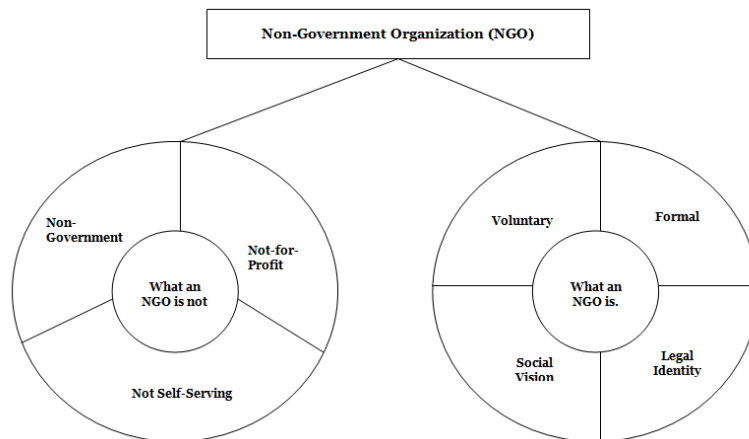 Non-Government Organization (NGO)
Non-
Government
Not-for-
Profit
What an
NGO is not
Not Self-Serving
Voluntary
Formal
What an
NGO is.
Social
Vision
Legal
Identity